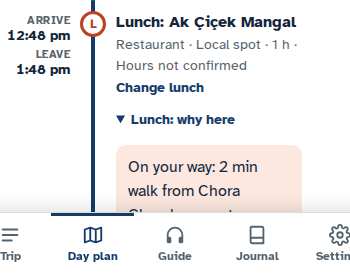 ARRIVE
12:48 pm
LEAVE
1:48 pm
L
Lunch: Ak Çiçek Mangal
Restaurant · Local spot · 1 h ·
Hours not confirmed
Change lunch
▼ Lunch: why here
On your way: 2 min
walk from Chora
Trip
Day plan
Guide
Journal
Settin